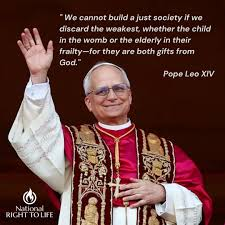 " We cannot build a just society if we
discard the weakest, whether the child
in the womb or the elderly in their
frailty—for they are both gifts from
God."
Pope Leo XIV
National
RIGHT TO LIFE